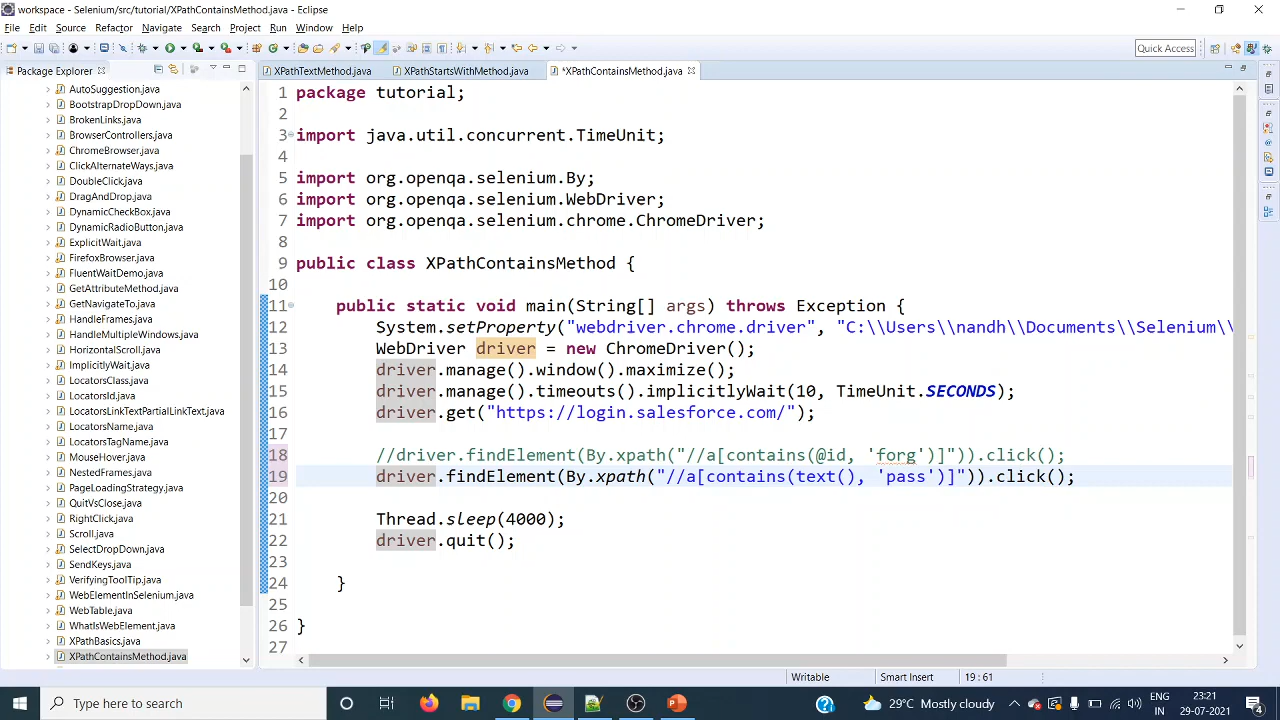 workspace - Selenium/src/tutorial/XPathContainsMethod.java - Eclipse
File Edit Source Refactor Navigate Search Project Run Window Help
Quick Access
Package Explorer
XPathTextMethod.java XPathStartsWithMethod.java *XPathContainsMethod.java
AutoSuggestion.java
BootstrapDropDown.java
BrokenLinks.java
BrowserControllers.java
ChromeBrowser.java
ClickAlternateWays.java
DoubleClick.java
DragAndDrop.java
DynamicCheckBox.java
DynamicRadioButton.java
ExplicitWait.java
FirefoxBrowser.java
FluentWaitDemo.java
GetAttributeMethod.java
GetNavigateTo.java
HandleFrames.java
HandleMultipleWindows.java
HorizontalScroll.java
ImplicitlyWait.java
LocatorsClass.java
LocatorsId.java
LocatorsLinkTextPartialLinkText.java
LocatorsName.java
LocatorsTagName.java
MouseHover.java
NestedFrames.java
PageLoadingStrategy.java
QuitVsClose.java
RightClick.java
Scroll.java
SelectDropDown.java
SendKeys.java
VerifyingToolTip.java
WebElementInSelenium.java
WebTable.java
WhatIsWebElement.java
XPathBasics.java
XPathContainsMethod.java
1 package tutorial;
2
3 import java.util.concurrent.TimeUnit;
4
5 import org.openqa.selenium.By;
6 import org.openqa.selenium.WebDriver;
7 import org.openqa.selenium.chrome.ChromeDriver;
8
9 public class XPathContainsMethod {
10
11 public static void main(String[] args) throws Exception {
12 System.setProperty("webdriver.chrome.driver", "C:\\Users\\nandh\\Documents\\Selenium\\
13 WebDriver driver = new ChromeDriver();
14 driver.manage().window().maximize();
15 driver.manage().timeouts().implicitlyWait(10, TimeUnit.SECONDS);
16 driver.get("https://login.salesforce.com/");
17
18 //driver.findElement(By.xpath("//a[contains(@id, 'forg')]")).click();
19 driver.findElement(By.xpath("//a[contains(text(), 'pass')]")).click();
20
21 Thread.sleep(4000);
22 driver.quit();
23
24 }
25
26 }
27
Writable Smart Insert 19 : 61
Type here to search
29°C Mostly cloudy
ENG
IN
23:21
29-07-2021
4